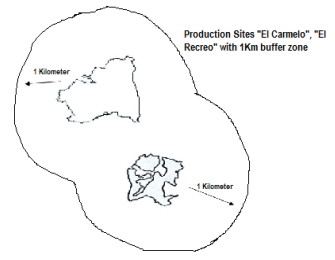 Production Sites "El Carmelo", "El
Recreo" with 1Km buffer zone
1 Kilometer
1 Kilometer